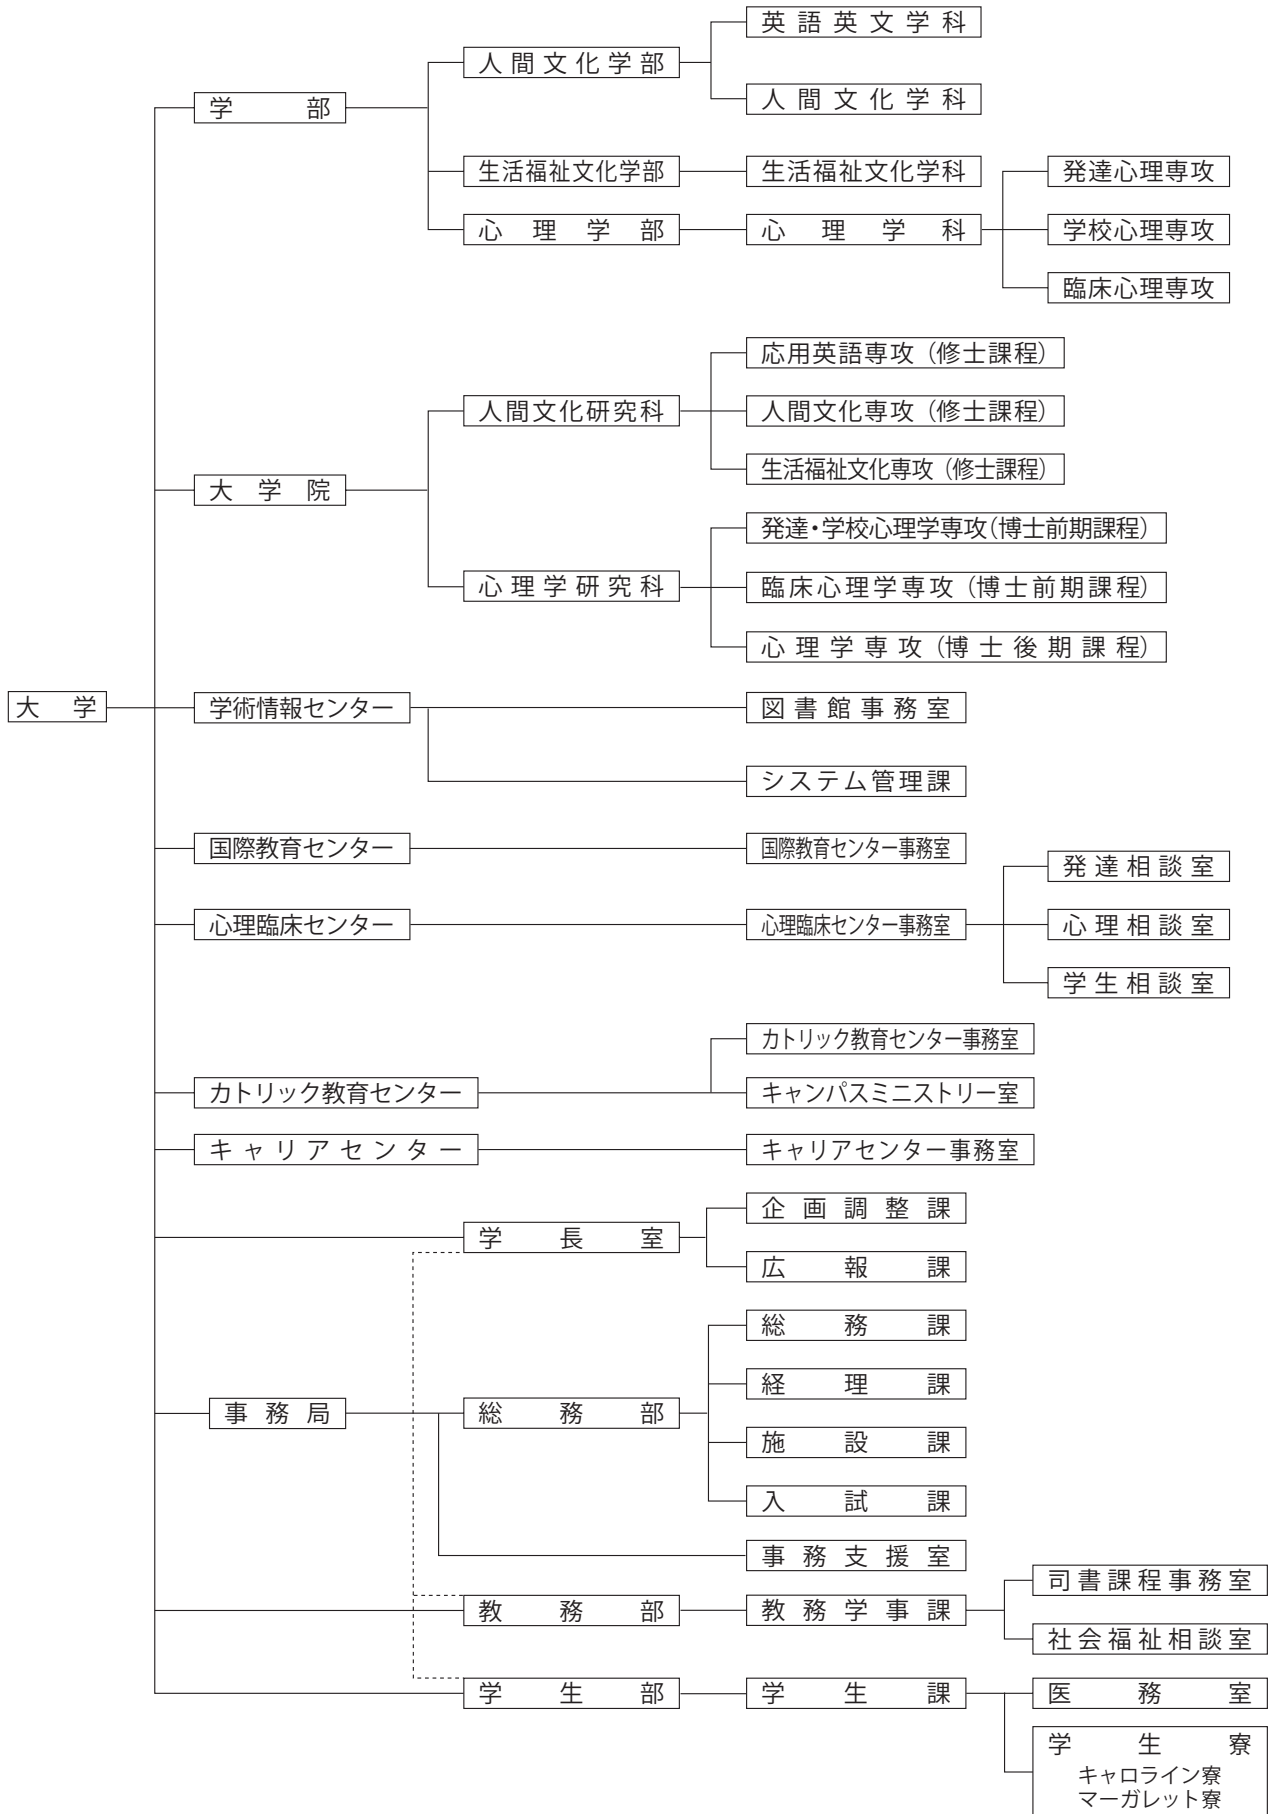 英語英文学科
人間文化学部
人間文化学科
学部
生活福祉文化学部
生活福祉文化学科
発達心理専攻
心理学部
心理学科
学校心理専攻
臨床心理専攻
応用英語専攻（修士課程）
人間文化研究科
人間文化専攻（修士課程）
生活福祉文化専攻（修士課程）
大学院
発達・学校心理学専攻（博士前期課程）
心理学研究科
臨床心理学専攻（博士前期課程）
心理学専攻（博士後期課程）
大学
学術情報センター
図書館事務室
システム管理課
国際教育センター
国際教育センター事務室
発達相談室
心理臨床センター
心理臨床センター事務室
心理相談室
学生相談室
カトリック教育センター事務室
カトリック教育センター
キャンパスミニストリー室
キャリアセンター
キャリアセンター事務室
企画調整課
学長室
広報課
総務課
経理課
事務局
総務部
施設課
入試課
事務支援室
司書課程事務室
教務部
教務学事課
社会福祉相談室
学生部
学生課
医務室
学生寮
キャロライン寮
マーガレット寮